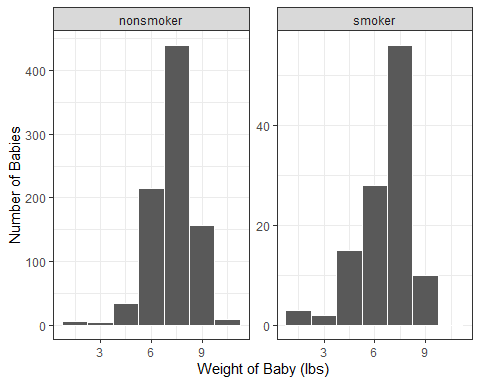 nonsmoker
smoker
Number of Babies
400
300
200
100
0
40
20
0
3 6 9
3 6 9
Weight of Baby (lbs)